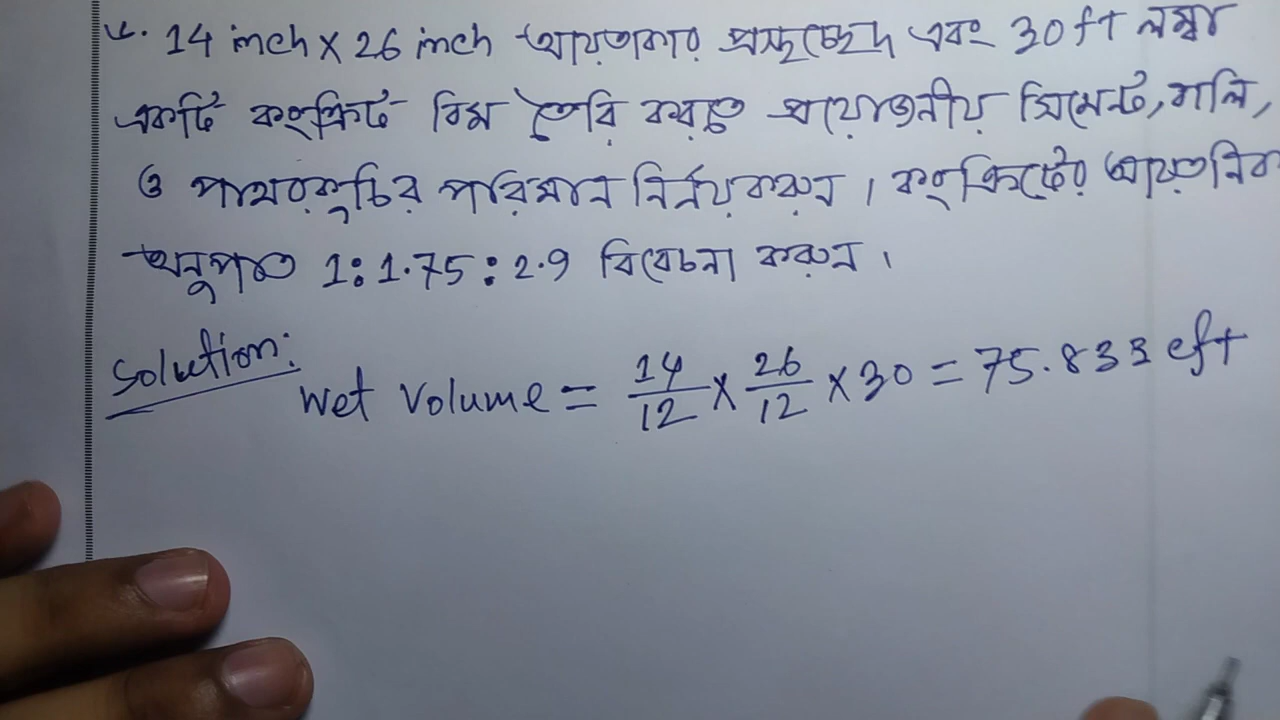 ৮. 14 inch X 26 inch আয়তাকার প্রস্থচ্ছেদ এবং 30 ft লম্বা
একটি কংক্রিট বিম তৈরি করতে প্রয়োজনীয় সিমেন্ট, বালি,
ও পাথরকুচির পরিমান নির্নয় করুন। কংক্রিটের আয়তনিক
অনুপাত 1:1.75:2.9 বিবেচনা করুন।
Solution:
Wet Volume = 14/12 X 26/12 X 30 = 75.833 cft